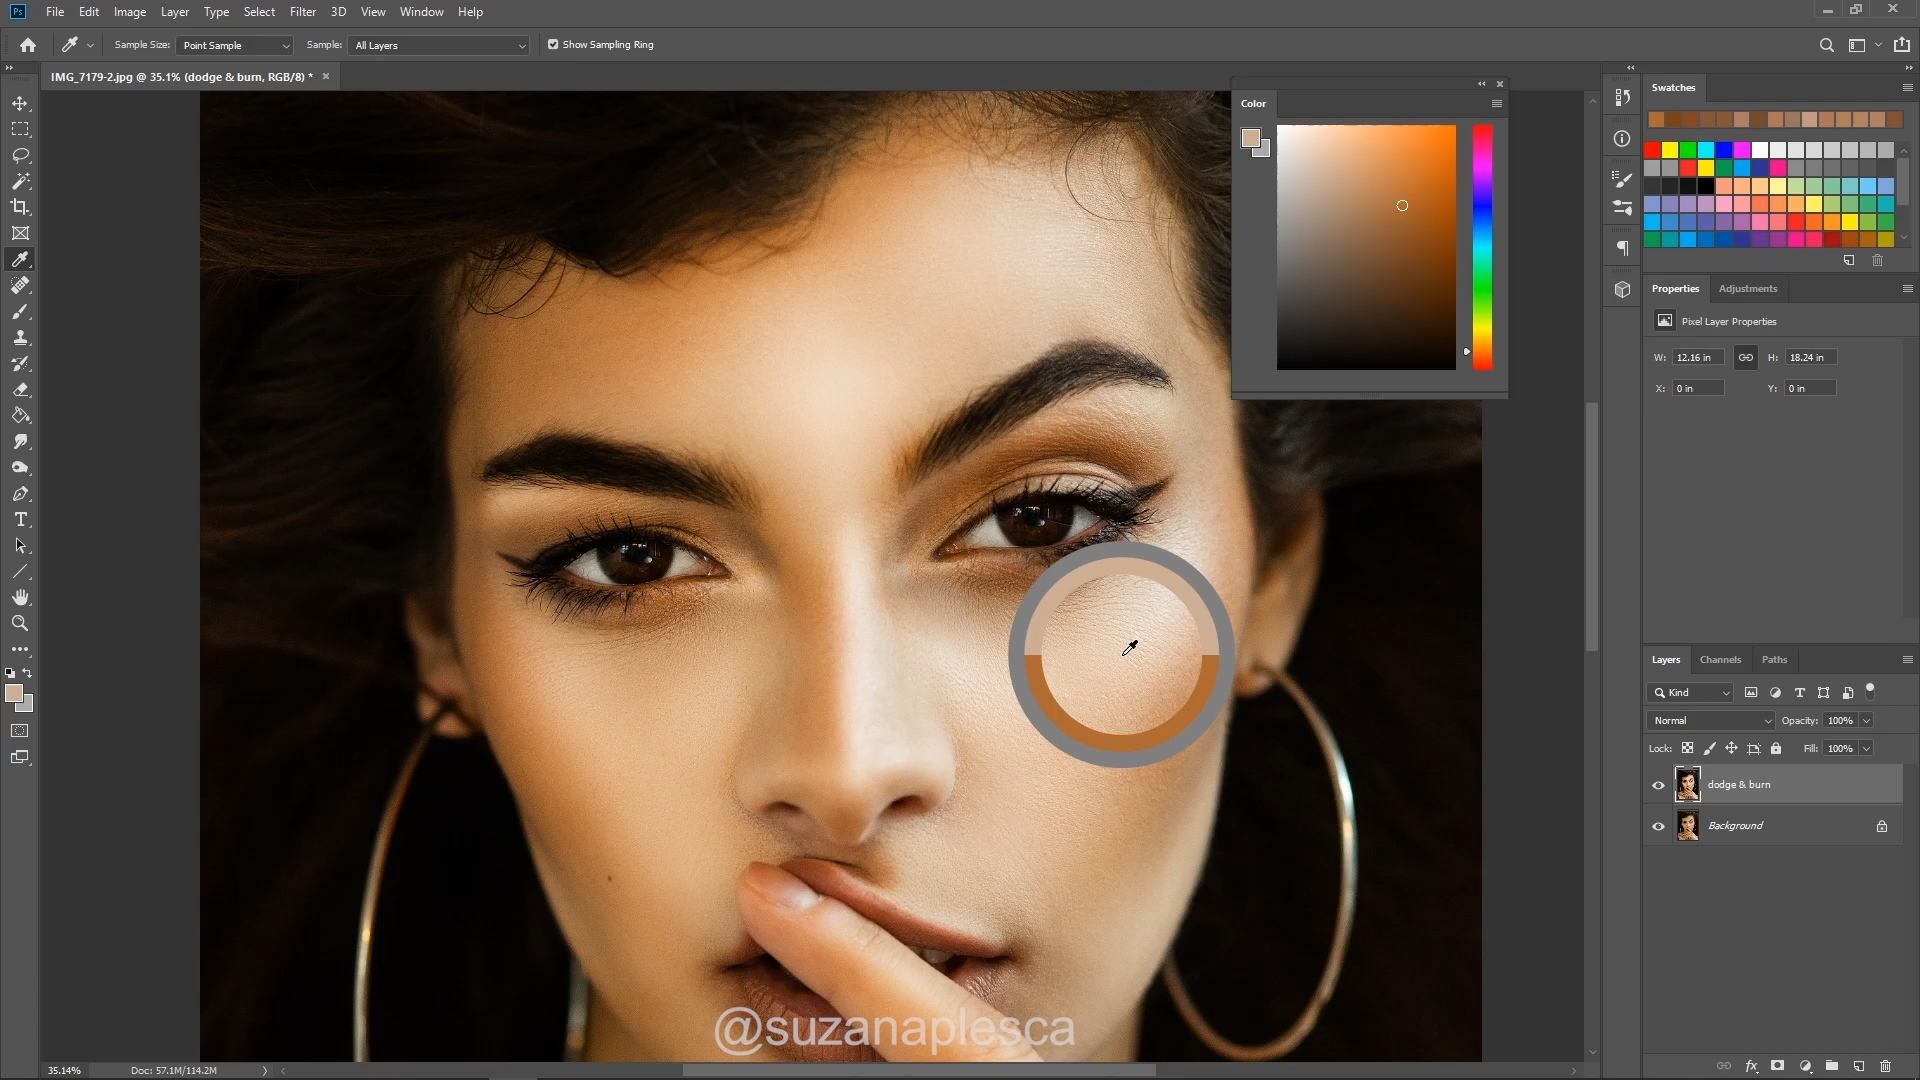 Ps File Edit Image Layer Type Select Filter 3D View Window Help
Sample Size: Point Sample Sample: All Layers Show Sampling Ring
IMG_7179-2.jpg @ 35.1% (dodge & burn, RGB/8) *
Color
Swatches
Properties Adjustments
Pixel Layer Properties
W: 12.16 in H: 18.24 in
X: 0 in Y: 0 in
Layers Channels Paths
Kind
Normal Opacity: 100%
Lock: Fill: 100%
dodge & burn
Background
@suzanaplesca
35.14% Doc: 57.1M/114.2M